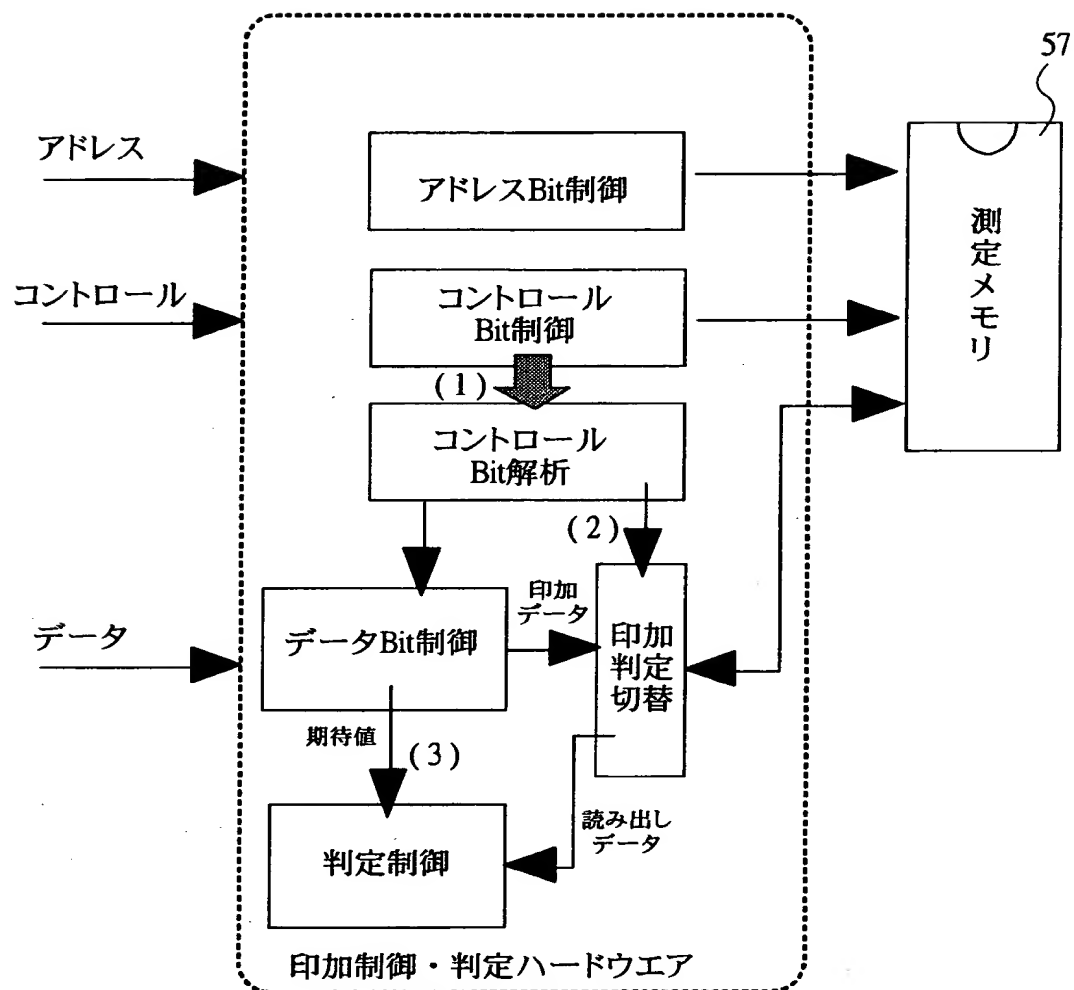 57
アドレス
アドレスBit制御
測定メモリ
コントロール
コントロール
Bit制御
(1)
コントロール
Bit解析
(2)
データ
データBit制御
印加
データ
印加
判定
切替
期待値
(3)
判定制御
読み出し
データ
印加制御・判定ハードウエア